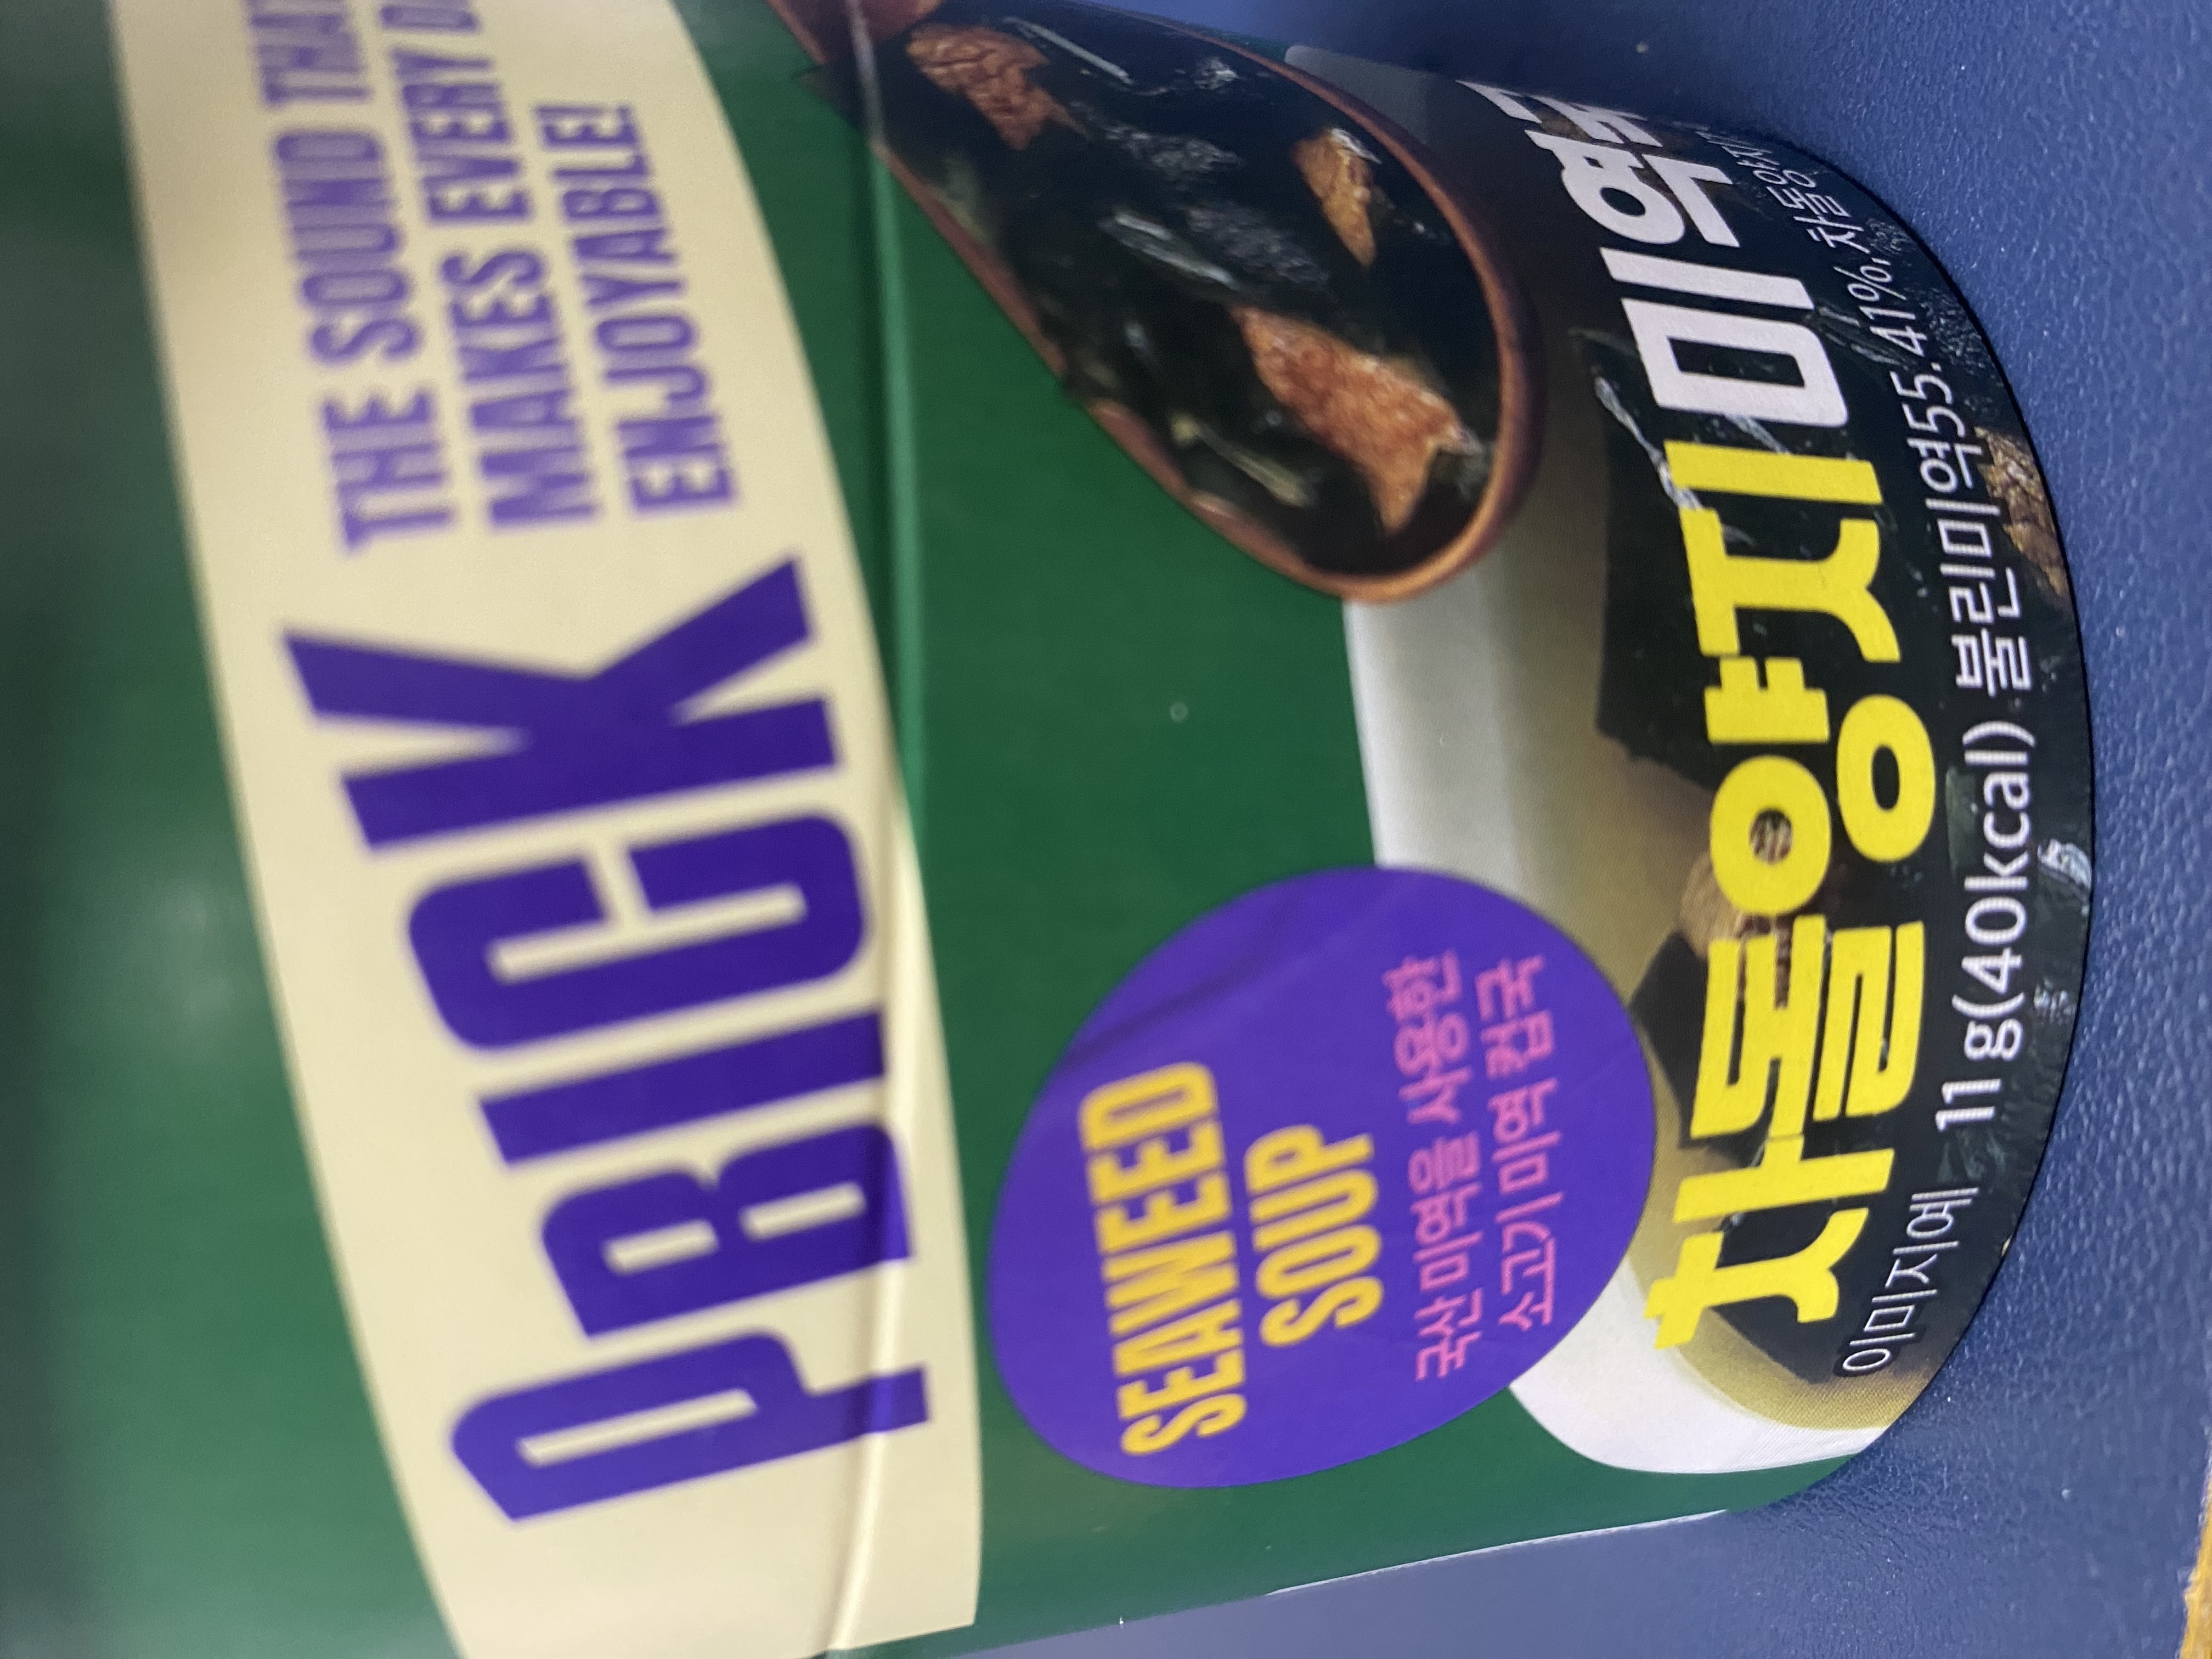 PBICK
THE SOUND THAT
MAKES EVERY
ENJOYABLE!
SEAWEED
SOUP
국산 미역을 사용한
소고기 미역 컵국
차돌양지 미역
이미지예 11 g(40kcal) 불린미역55.41%, 차돌양지